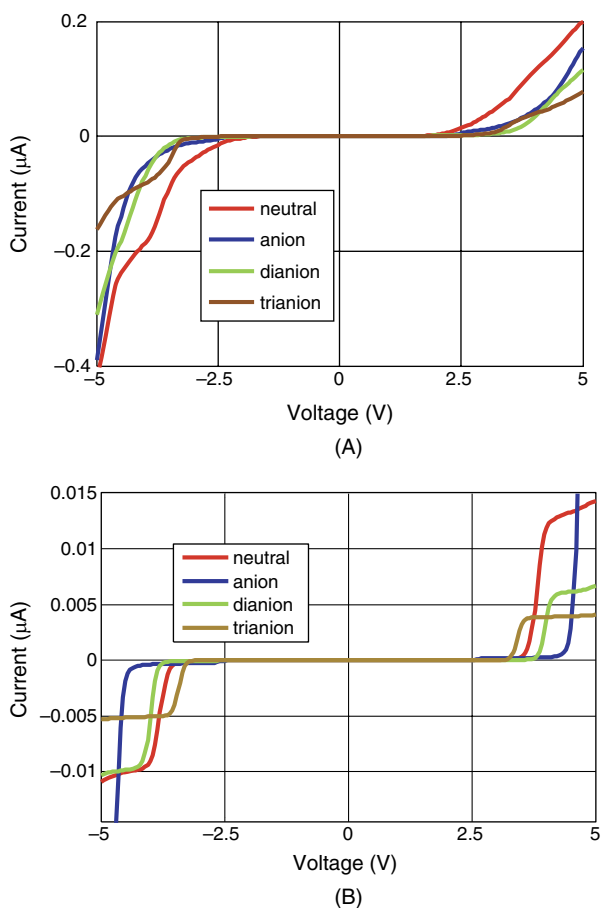 0.2
0
−0.2
−0.4
Current (μA)
neutral
anion
dianion
trianion
−5
−2.5
0
2.5
5
Voltage (V)
(A)
0.015
0.01
0.005
0
−0.005
−0.01
Current (μA)
neutral
anion
dianion
trianion
−5
−2.5
0
2.5
5
Voltage (V)
(B)